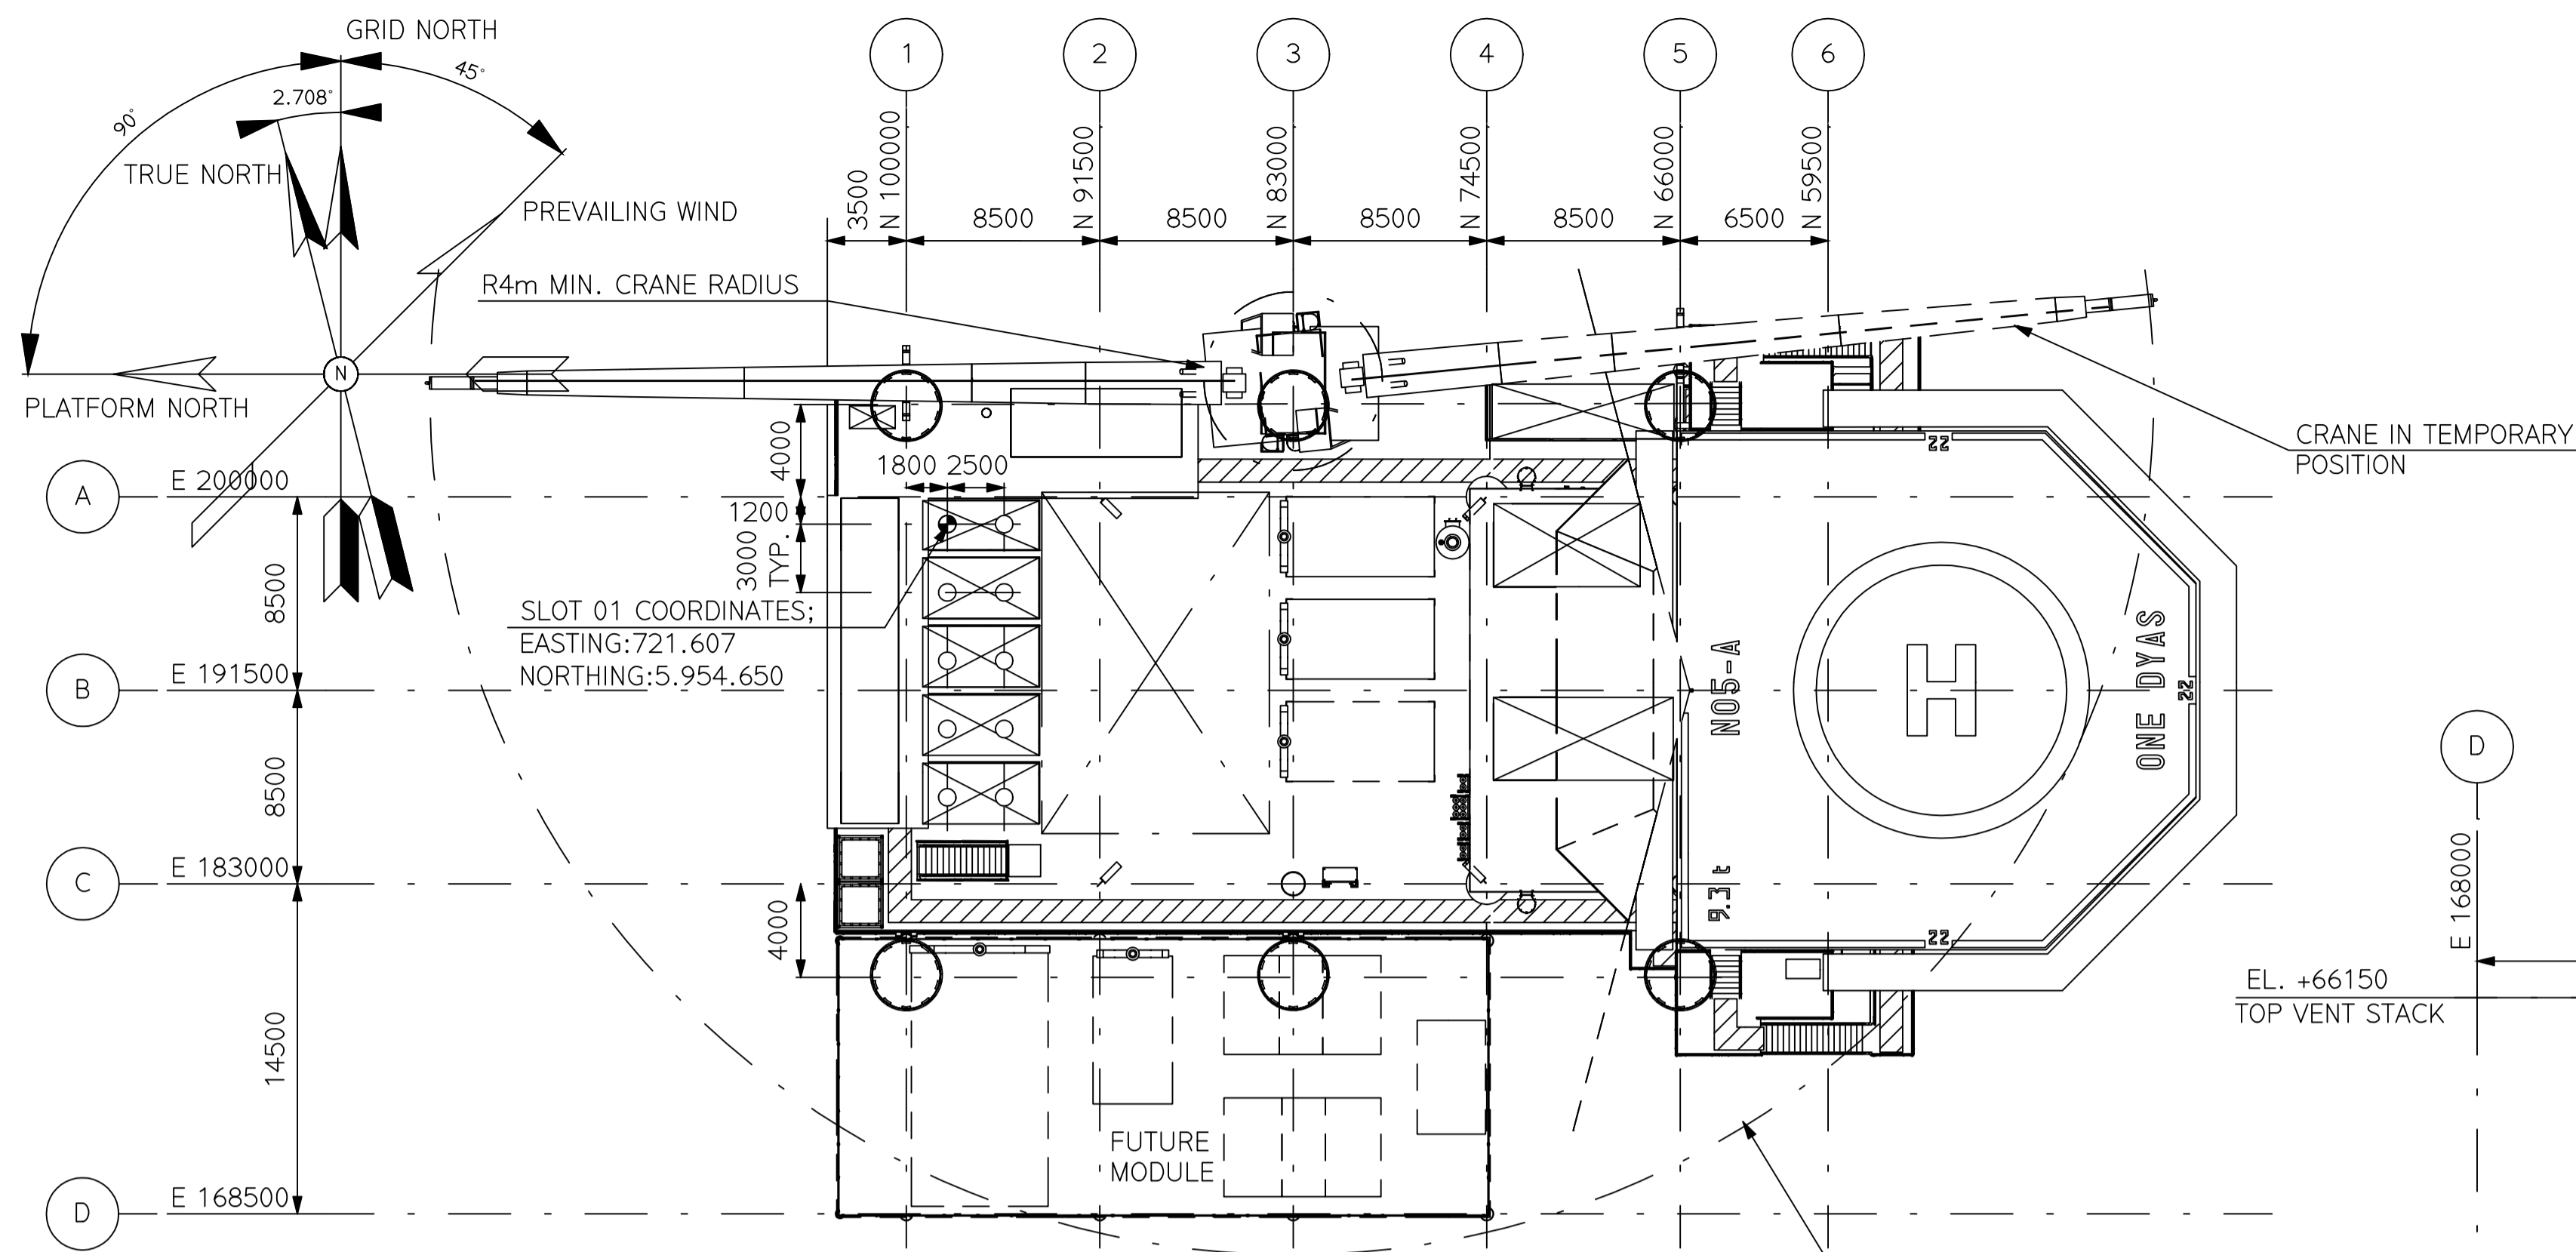 GRID NORTH
45°
90°
2.708°
TRUE NORTH
PREVAILING WIND
N
PLATFORM NORTH
1
2
3
4
5
6
3500
N 100000
N 91500
N 83000
N 74500
N 66000
N 59500
8500
8500
8500
8500
6500
R4m MIN. CRANE RADIUS
CRANE IN TEMPORARY
POSITION
A
E 200000
B
E 191500
C
E 183000
D
E 168500
8500
8500
14500
4000
1800
2500
1200
3000
TYP.
4000
SLOT 01 COORDINATES;
EASTING:721.607
NORTHING:5.954.650
22
22
22
N05-A
9.3 t
H
ONE DYAS
FUTURE
MODULE
D
E 168000
EL. +66150
TOP VENT STACK